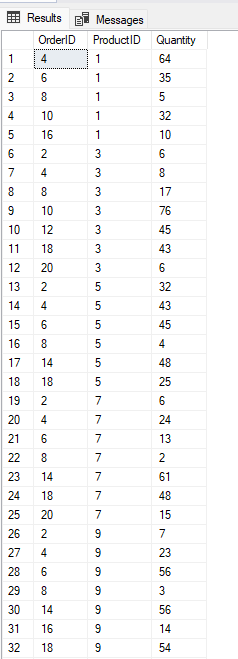 Results Messages
OrderID ProductID Quantity
1 4 1 64
2 6 1 35
3 8 1 5
4 10 1 32
5 16 1 10
6 2 3 6
7 4 3 8
8 8 3 17
9 10 3 76
10 12 3 45
11 18 3 43
12 20 3 6
13 2 5 32
14 4 5 43
15 6 5 45
16 8 5 4
17 14 5 48
18 18 5 25
19 2 7 6
20 4 7 24
21 6 7 13
22 8 7 2
23 14 7 61
24 18 7 48
25 20 7 15
26 2 9 7
27 4 9 23
28 6 9 56
29 8 9 3
30 14 9 56
31 16 9 14
32 18 9 54